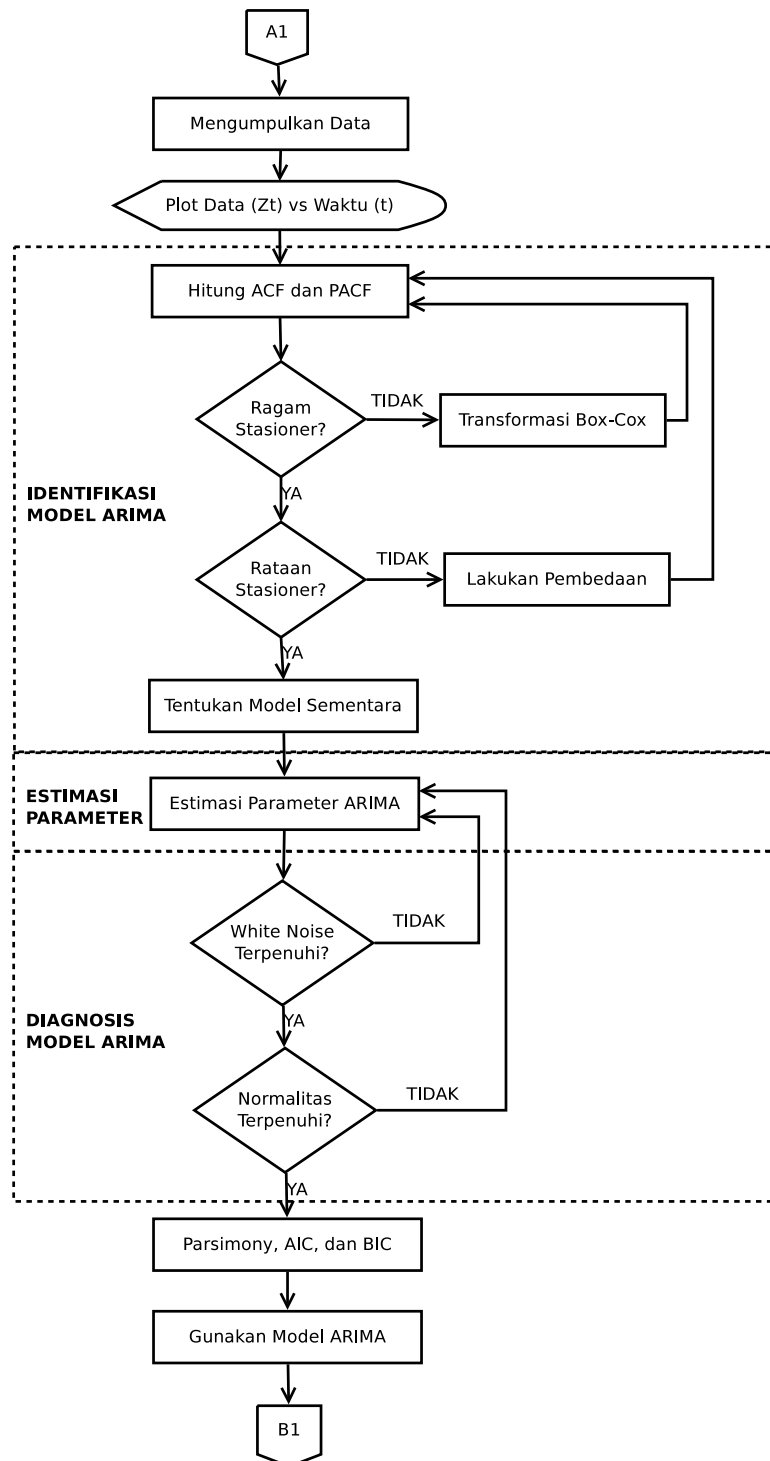 A1
Mengumpulkan Data
Plot Data (Zt) vs Waktu (t)
Hitung ACF dan PACF
Ragam
Stasioner?
TIDAK
Transformasi Box-Cox
YA
IDENTIFIKASI
MODEL ARIMA
Rataan
Stasioner?
TIDAK
Lakukan Pembedaan
YA
Tentukan Model Sementara
ESTIMASI
PARAMETER
Estimasi Parameter ARIMA
White Noise
Terpenuhi?
TIDAK
YA
DIAGNOSIS
MODEL ARIMA
Normalitas
Terpenuhi?
TIDAK
YA
Parsimony, AIC, dan BIC
Gunakan Model ARIMA
B1